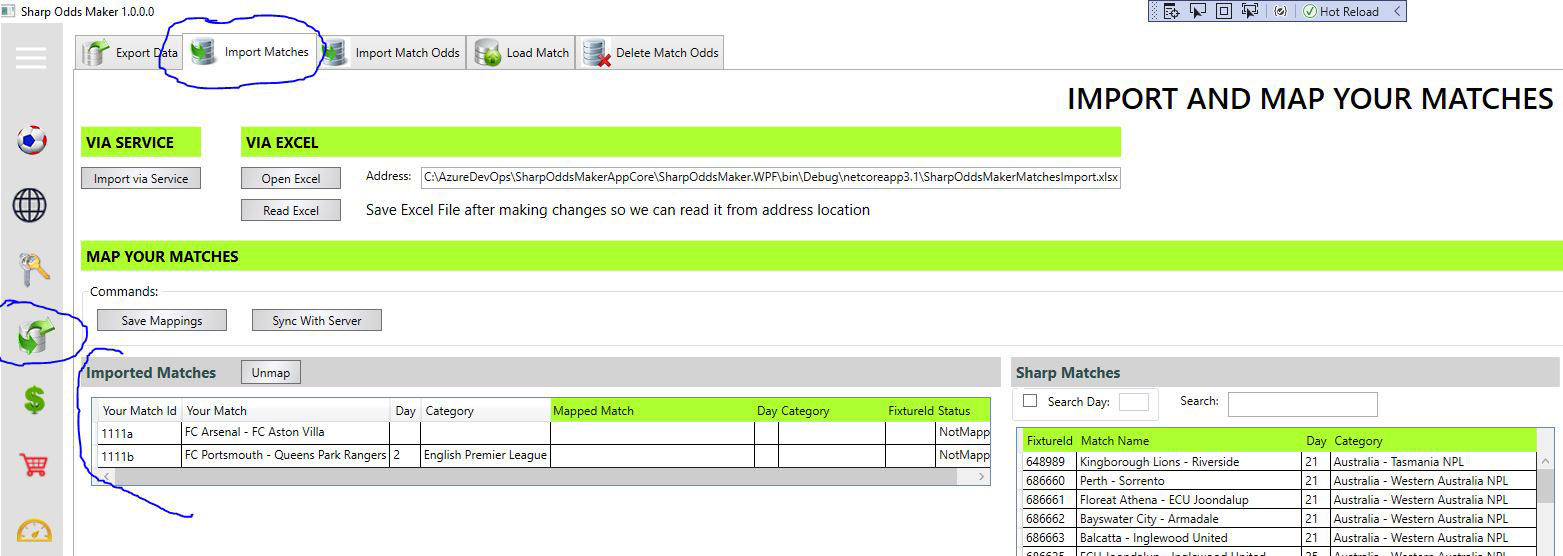 Sharp Odds Maker 1.0.0.0
Hot Reload
Export Data
Import Matches
Import Match Odds
Load Match
Delete Match Odds
IMPORT AND MAP YOUR MATCHES
VIA SERVICE
VIA EXCEL
Import via Service
Open Excel
Address:
C:\AzureDevOps\SharpOddsMakerAppCore\SharpOddsMaker.WPF\bin\Debug\netcoreapp3.1\SharpOddsMakerMatchesImport.xlsx
Read Excel
Save Excel File after making changes so we can read it from address location
MAP YOUR MATCHES
Commands:
Save Mappings
Sync With Server
Imported Matches
Unmap
Your Match Id Your Match Day Category Mapped Match Day Category FixtureId Status
1111a FC Arsenal - FC Aston Villa NotMapp
1111b FC Portsmouth - Queens Park Rangers 2 English Premier League NotMapp
Sharp Matches
Search Day:
Search:
FixtureId Match Name Day Category
648989 Kingborough Lions - Riverside 21 Australia - Tasmania NPL
686660 Perth - Sorrento 21 Australia - Western Australia NPL
686661 Floreat Athena - ECU Joondalup 21 Australia - Western Australia NPL
686662 Bayswater City - Armadale 21 Australia - Western Australia NPL
686663 Balcatta - Inglewood United 21 Australia - Western Australia NPL